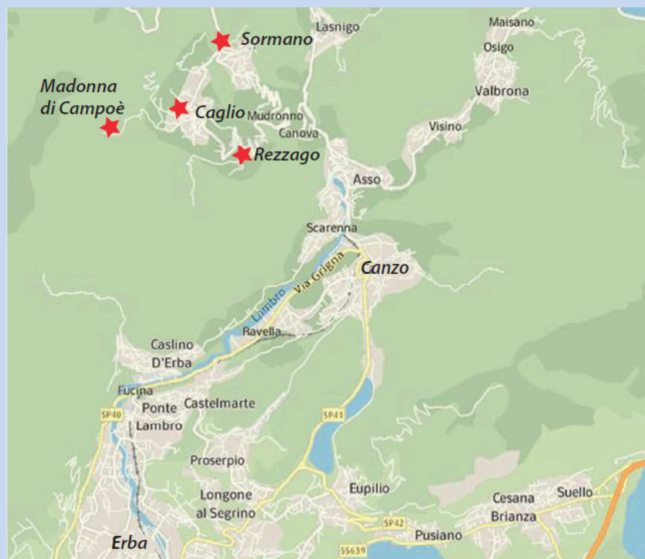 Lasnigo
Maisano
Sormano
Osigo
Madonna
di Campoè
Valbrona
Caglio
Mudronno
Canova
Visino
Rezzago
Asso
Scarenna
Canzo
Via Grigna
Lambro
Ravella
Caslino
D'Erba
Fucina
SP40
Ponte
Lambro
Castelmarte
SP41
Proserpio
Longone
al Segrino
Eupilio
Cesana
Brianza
Suello
SP42
Pusiano
Erba
SS639